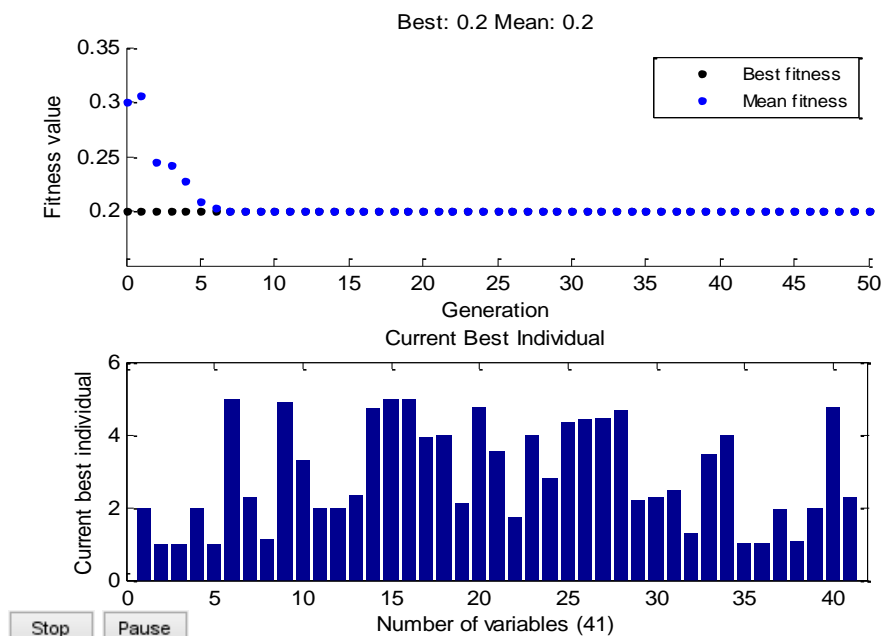 Best: 0.2 Mean: 0.2
0.35
0.3
0.25
0.2
Fitness value
Best fitness
Mean fitness
0 5 10 15 20 25 30 35 40 45 50
Generation
Current Best Individual
6
4
2
0
Current best individual
0 5 10 15 20 25 30 35 40
Number of variables (41)
Stop Pause